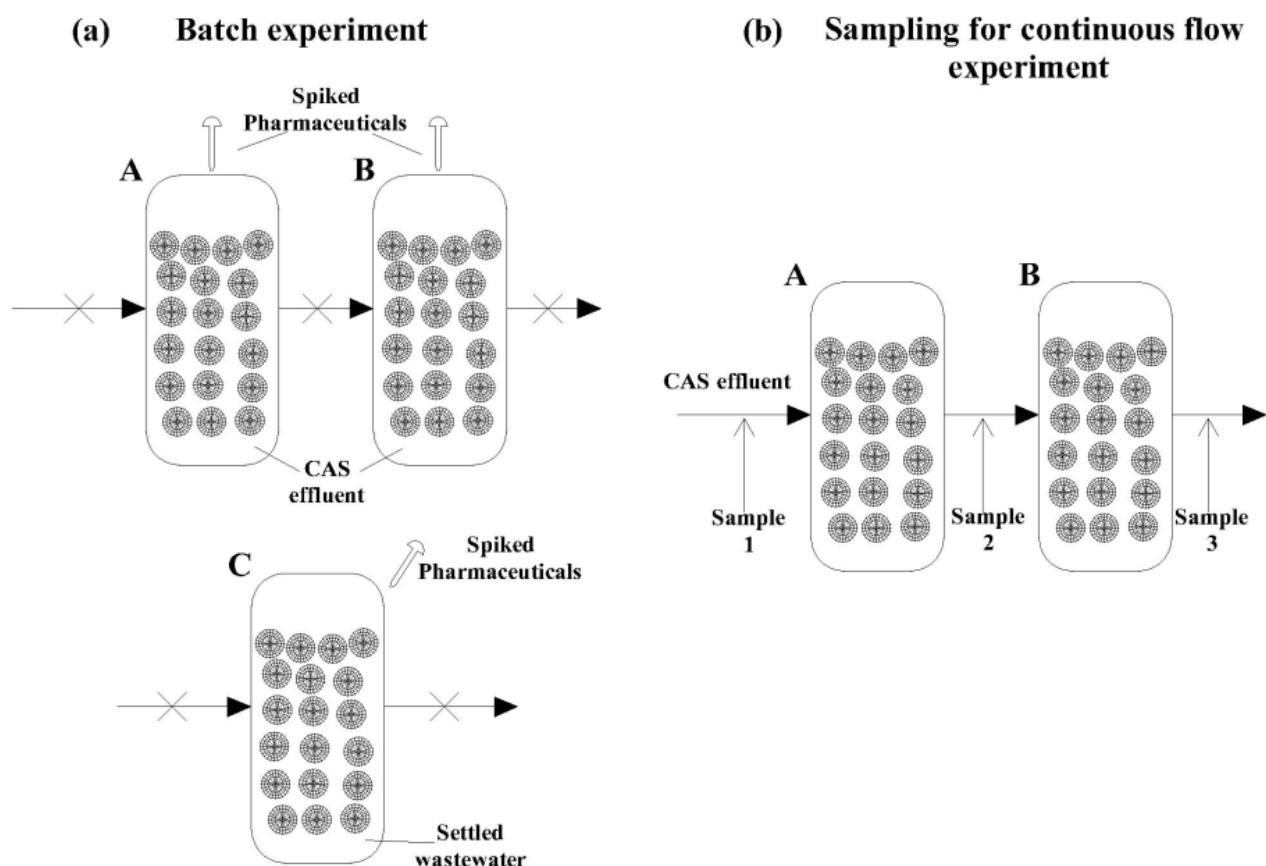 (a) Batch experiment
Spiked
Pharmaceuticals
A
B
CAS
effluent
C
Spiked
Pharmaceuticals
Settled
wastewater
(b) Sampling for continuous flow
experiment
A
B
CAS effluent
Sample
1
Sample
2
Sample
3